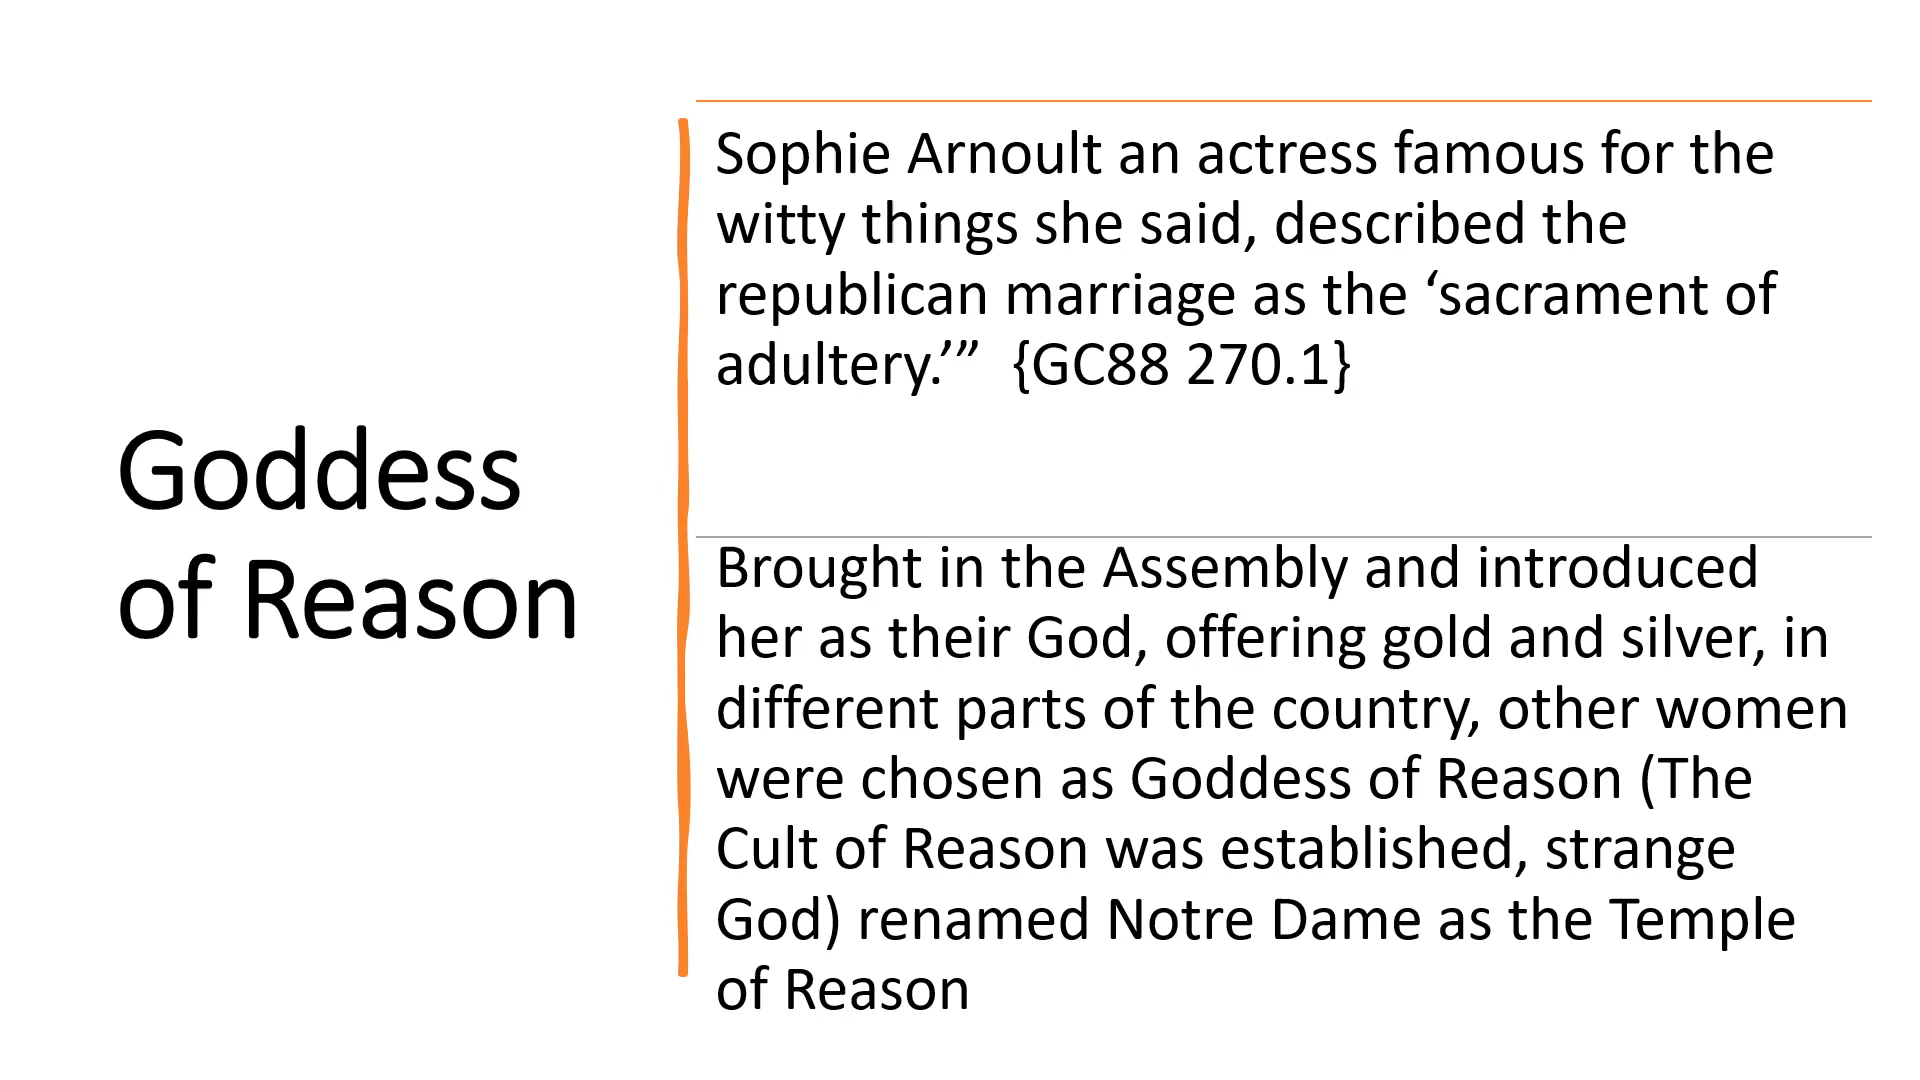 Goddess
of Reason
Sophie Arnoult an actress famous for the
witty things she said, described the
republican marriage as the ‘sacrament of
adultery.’”  {GC88 270.1}
Brought in the Assembly and introduced
her as their God, offering gold and silver, in
different parts of the country, other women
were chosen as Goddess of Reason (The
Cult of Reason was established, strange
God) renamed Notre Dame as the Temple
of Reason